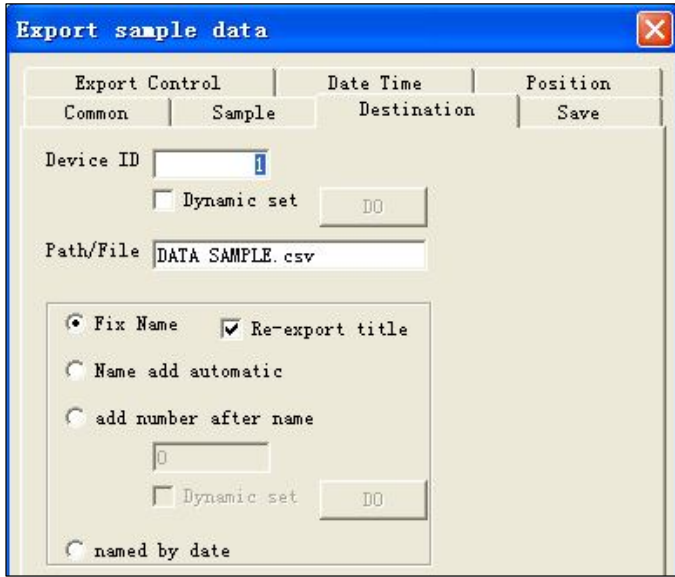 Export sample data
Export Control Date Time Position
Common Sample Destination Save
Device ID 1
Dynamic set DO
Path/File DATA SAMPLE.csv
Fix Name Re-export title
Name add automatic
add number after name
0
Dynamic set DO
named by date